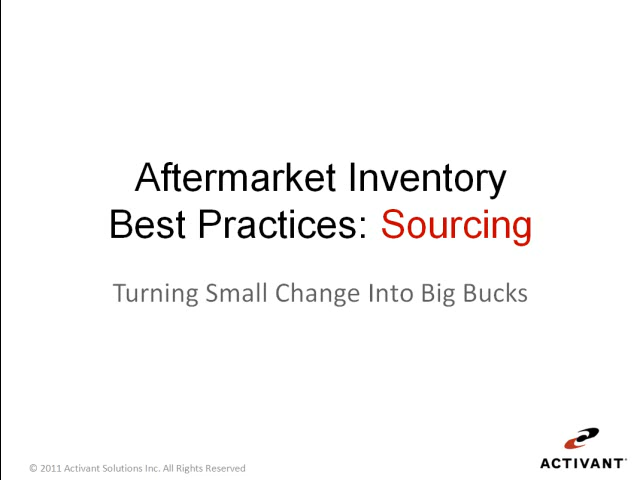 Aftermarket Inventory
Best Practices: Sourcing
Turning Small Change Into Big Bucks
© 2011 Activant Solutions Inc. All Rights Reserved
ACTIVANT